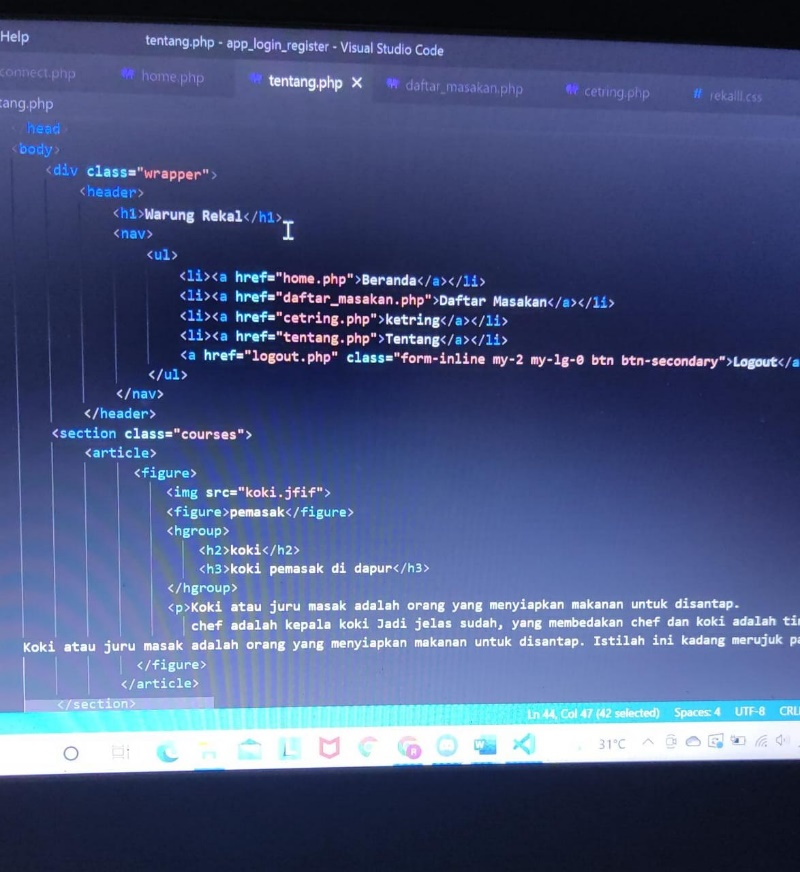 Help
tentang.php - app_login_register - Visual Studio Code
connect.php home.php tentang.php × daftar_masakan.php cetring.php # rekalll.css
tang.php
head
<body>
<div class="wrapper">
<header>
<h1>Warung Rekal</h1>
<nav>
<ul>
<li><a href="home.php">Beranda</a></li>
<li><a href="daftar_masakan.php">Daftar Masakan</a></li>
<li><a href="cetring.php">ketring</a></li>
<li><a href="tentang.php">Tentang</a></li>
<a href="logout.php" class="form-inline my-2 my-lg-0 btn btn-secondary">Logout</a
</ul>
</nav>
</header>
<section class="courses">
<article>
<figure>
<img src="koki.jfif">
<figure>pemasak</figure>
<hgroup>
<h2>koki</h2>
<h3>koki pemasak di dapur</h3>
</hgroup>
<p>Koki atau juru masak adalah orang yang menyiapkan makanan untuk disantap.
chef adalah kepala koki Jadi jelas sudah, yang membedakan chef dan koki adalah
Koki atau juru masak adalah orang yang menyiapkan makanan untuk disantap. Istilah ini kadang merujuk
</figure>
</article>
</section>
Ln 44, Col 47 (42 selected) Spaces: 4 UTF-8 CRL
31°C